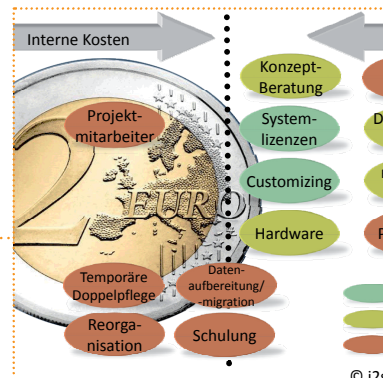 Interne Kosten
Konzept-
Beratung
Projekt-
mitarbeiter
System-
lizenzen
2
EURO
Customizing
Hardware
Temporäre
Doppelpflege
Daten-
aufbereitung/
-migration
Reorga-
nisation
Schulung